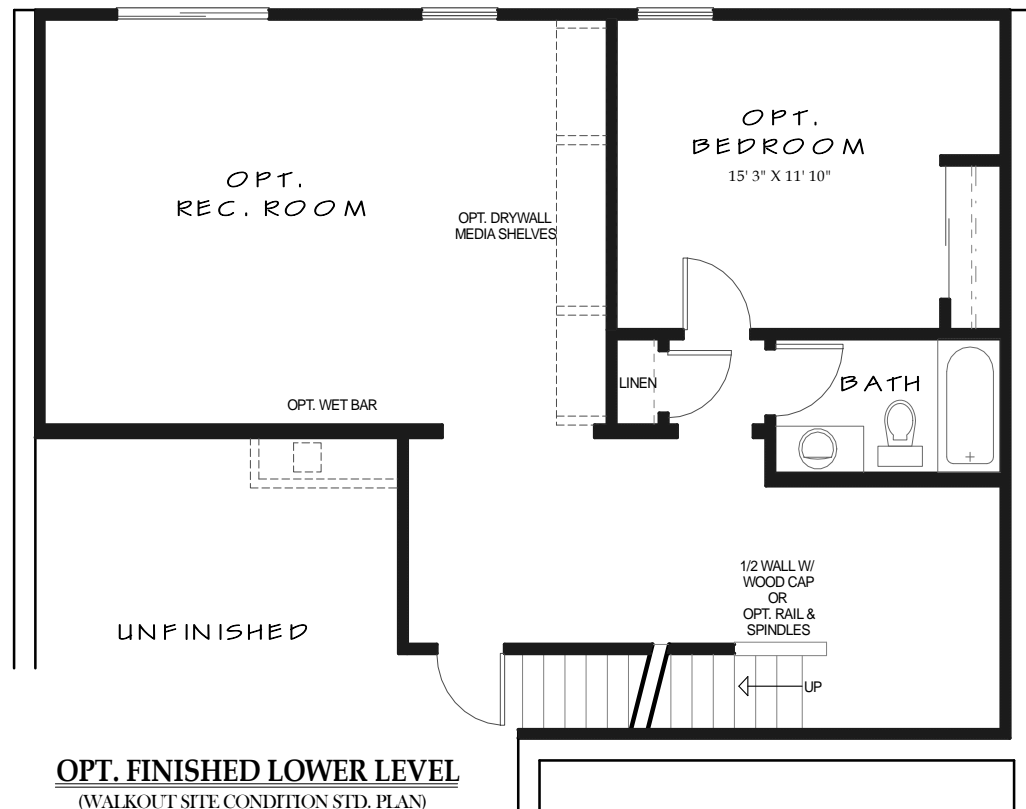 OPT.
REC. ROOM
OPT. DRYWALL
MEDIA SHELVES
OPT.
BEDROOM
15' 3" X 11' 10"
LINEN
BATH
OPT. WET BAR
UNFINISHED
1/2 WALL W/
WOOD CAP
OR
OPT. RAIL &
SPINDLES
UP
OPT. FINISHED LOWER LEVEL
(WALKOUT SITE CONDITION STD. PLAN)